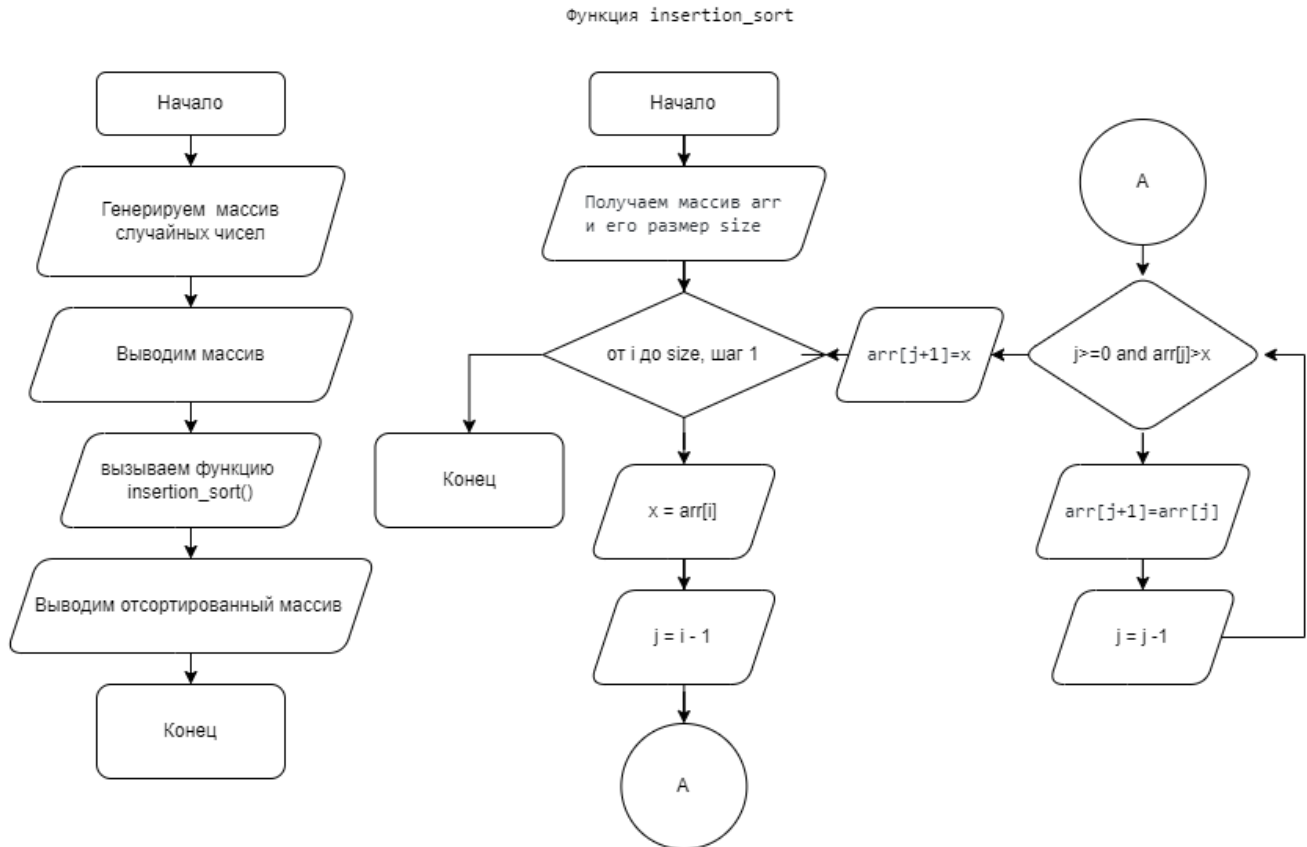 Функция insertion_sort
Начало
Генерируем массив
случайных чисел
Выводим массив
вызываем функцию
insertion_sort()
Выводим отсортированный массив
Конец
Начало
Получаем массив arr
и его размер size
от i до size, шаг 1
Конец
x = arr[i]
j = i - 1
A
A
j>=0 and arr[j]>x
arr[j+1]=x
arr[j+1]=arr[j]
j = j -1